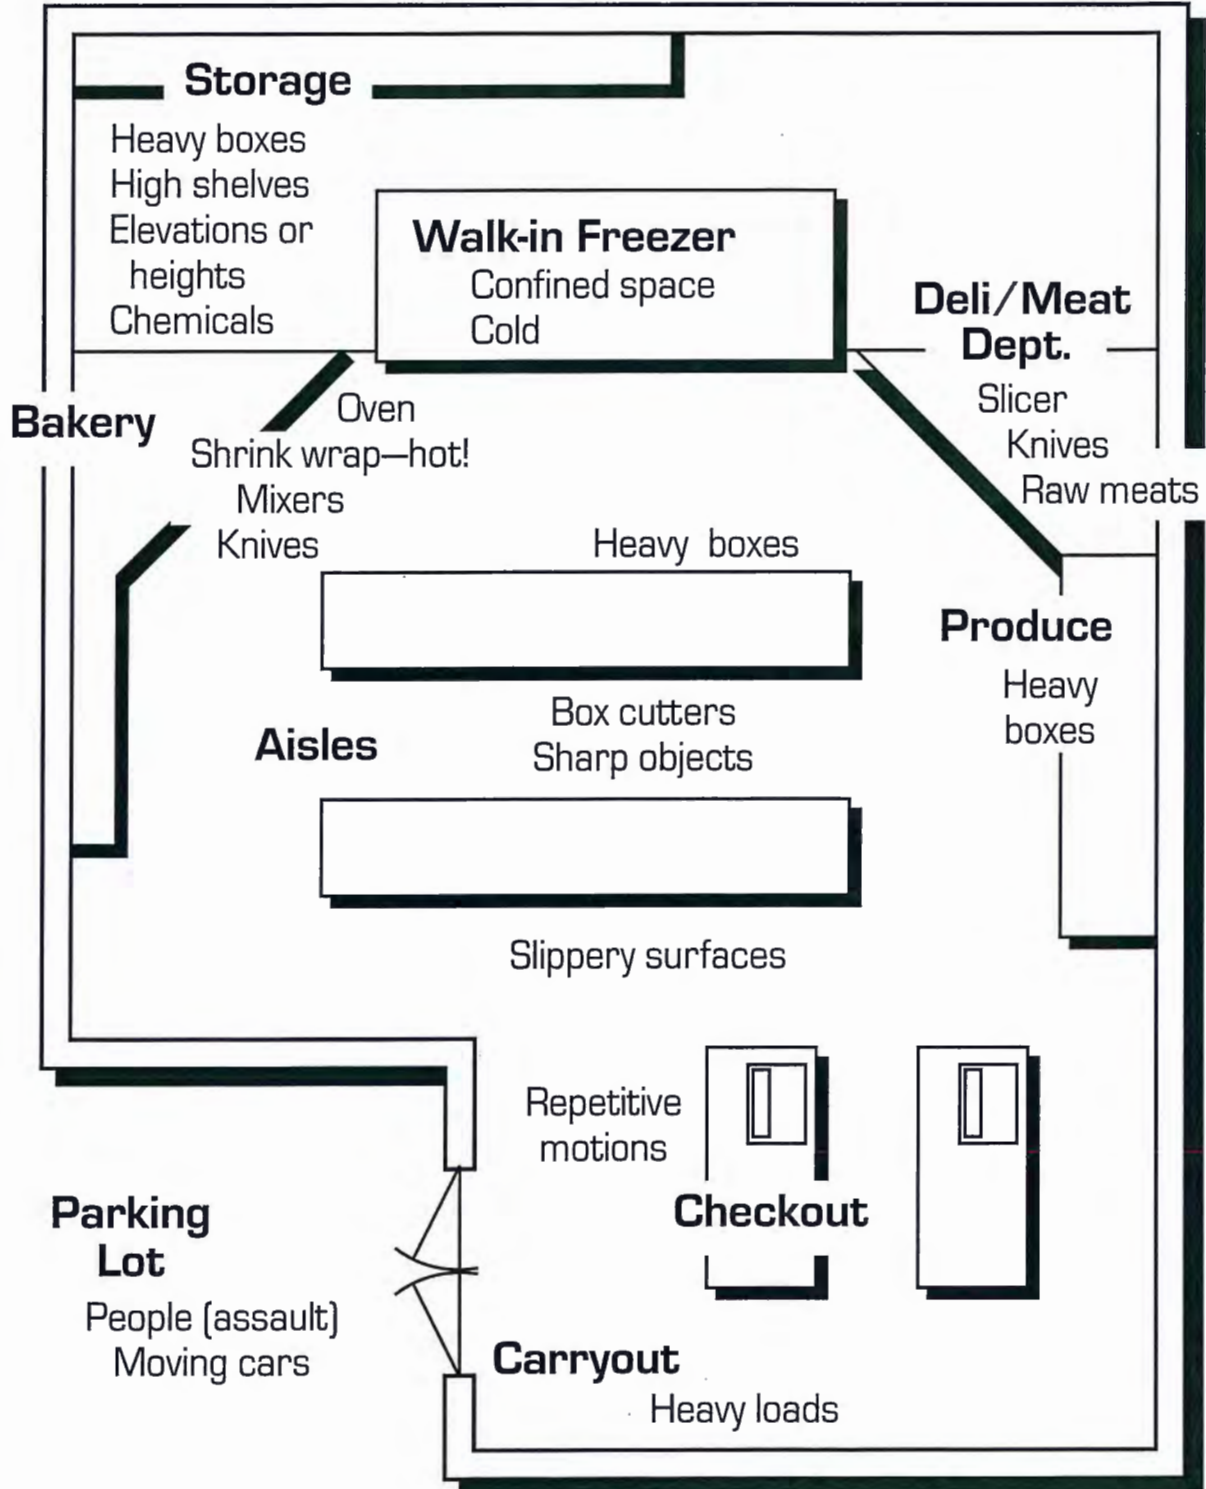 Storage
Heavy boxes
High shelves
Elevations or
heights
Chemicals
Walk-in Freezer
Confined space
Cold
Deli/Meat
Dept.
Slicer
Knives
Raw meats
Bakery
Oven
Shrink wrap—hot!
Mixers
Knives
Heavy boxes
Produce
Heavy
boxes
Aisles
Box cutters
Sharp objects
Slippery surfaces
Repetitive
motions
Checkout
Parking
Lot
People (assault)
Moving cars
Carryout
Heavy loads